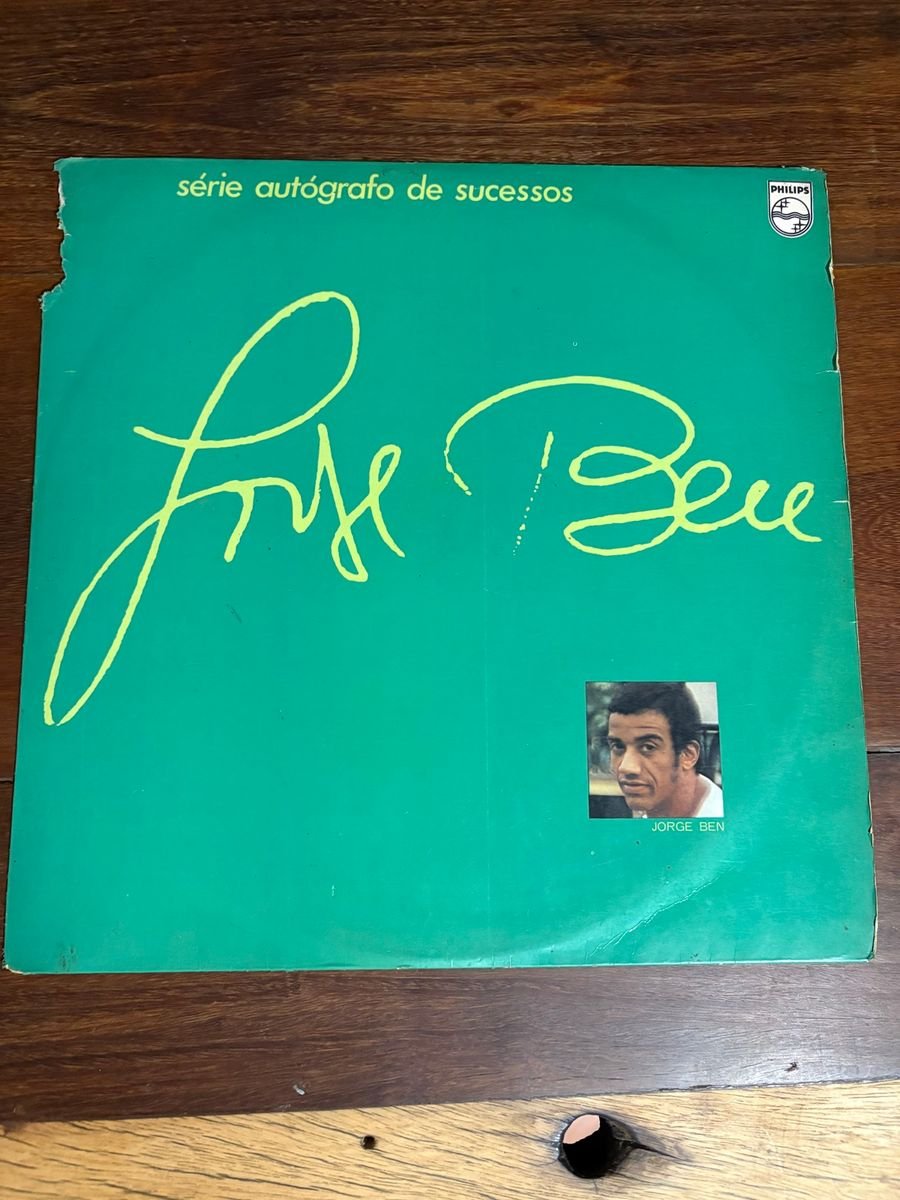 série autógrafo de sucessos
PHILIPS
Jorge Ben
JORGE BEN